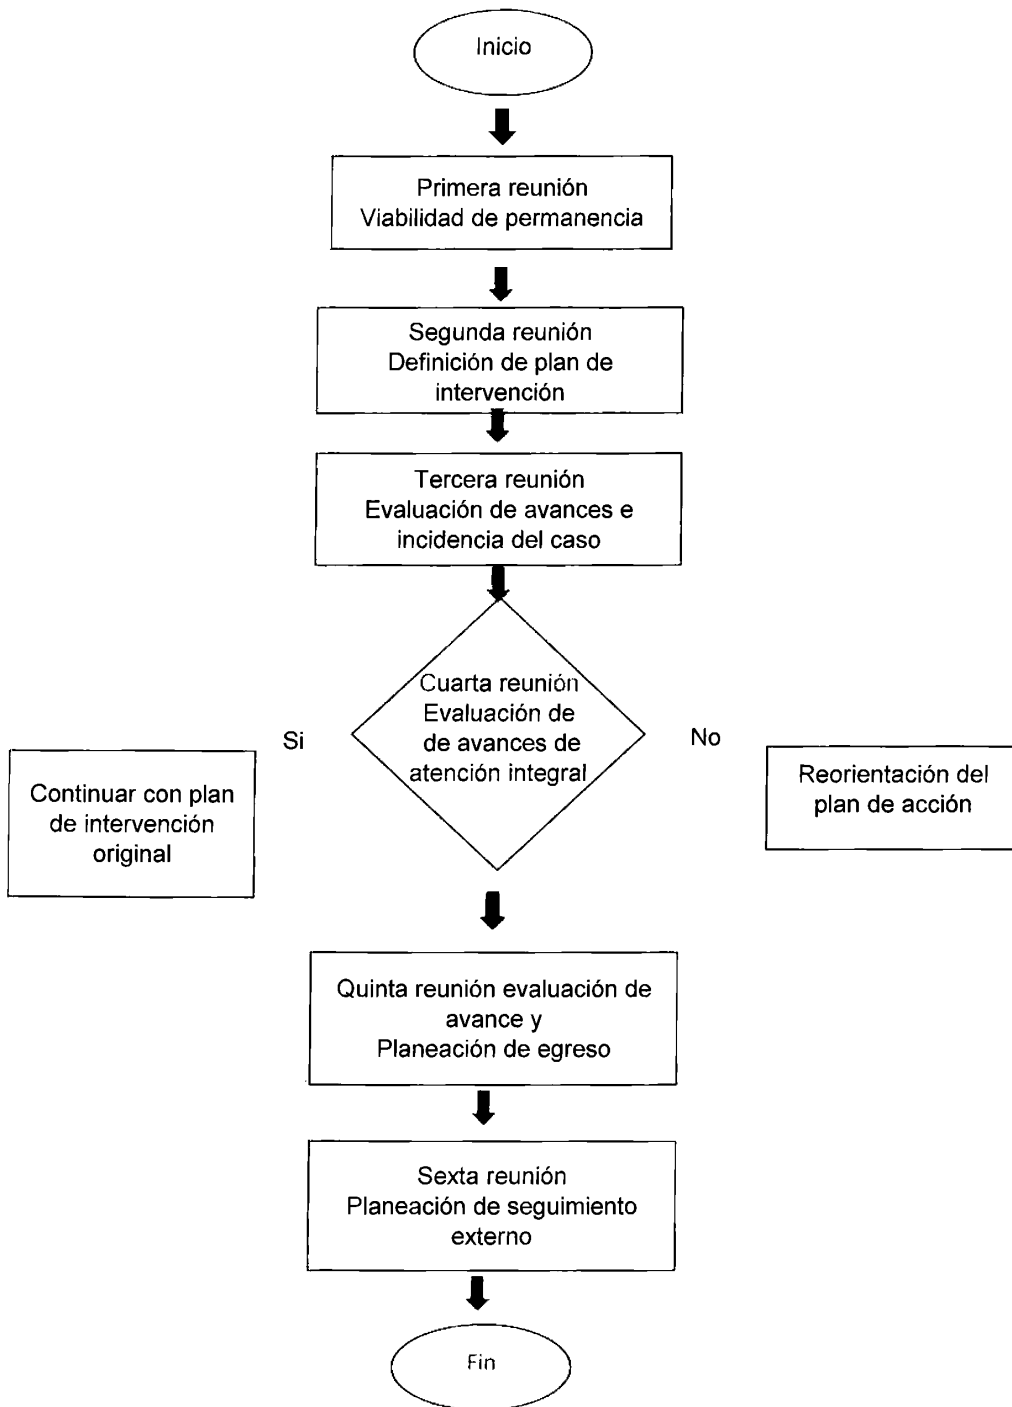 Inicio
Primera reunión
Viabilidad de permanencia
Segunda reunión
Definición de plan de
intervención
Tercera reunión
Evaluación de avances e
incidencia del caso
Cuarta reunión
Evaluación de
de avances de
atención integral
Si
Continuar con plan
de intervención
original
No
Reorientación del
plan de acción
Quinta reunión evaluación de
avance y
Planeación de egreso
Sexta reunión
Planeación de seguimiento
externo
Fin